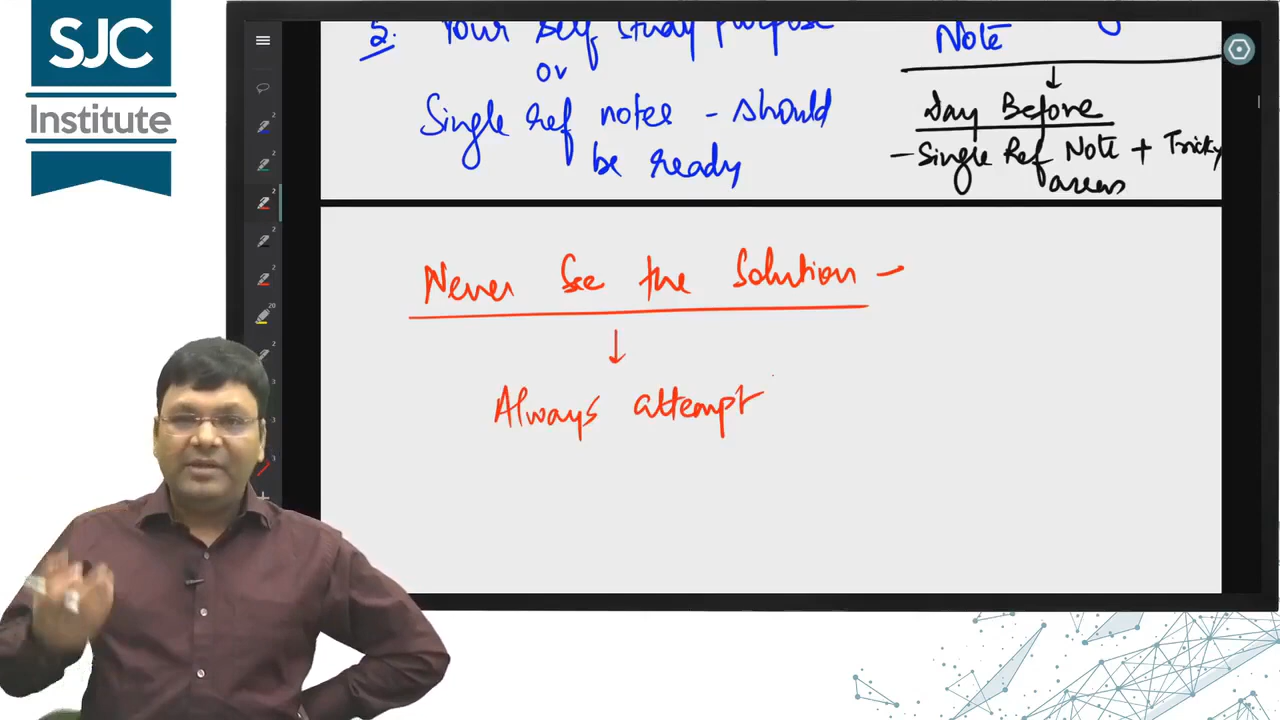 SJC
Institute
2. Your self study purpose
or
Single Ref notes - should
be ready
Note
Day Before
- Single Ref Note + Tricky
areas
Never See the Solution -
Always attempt